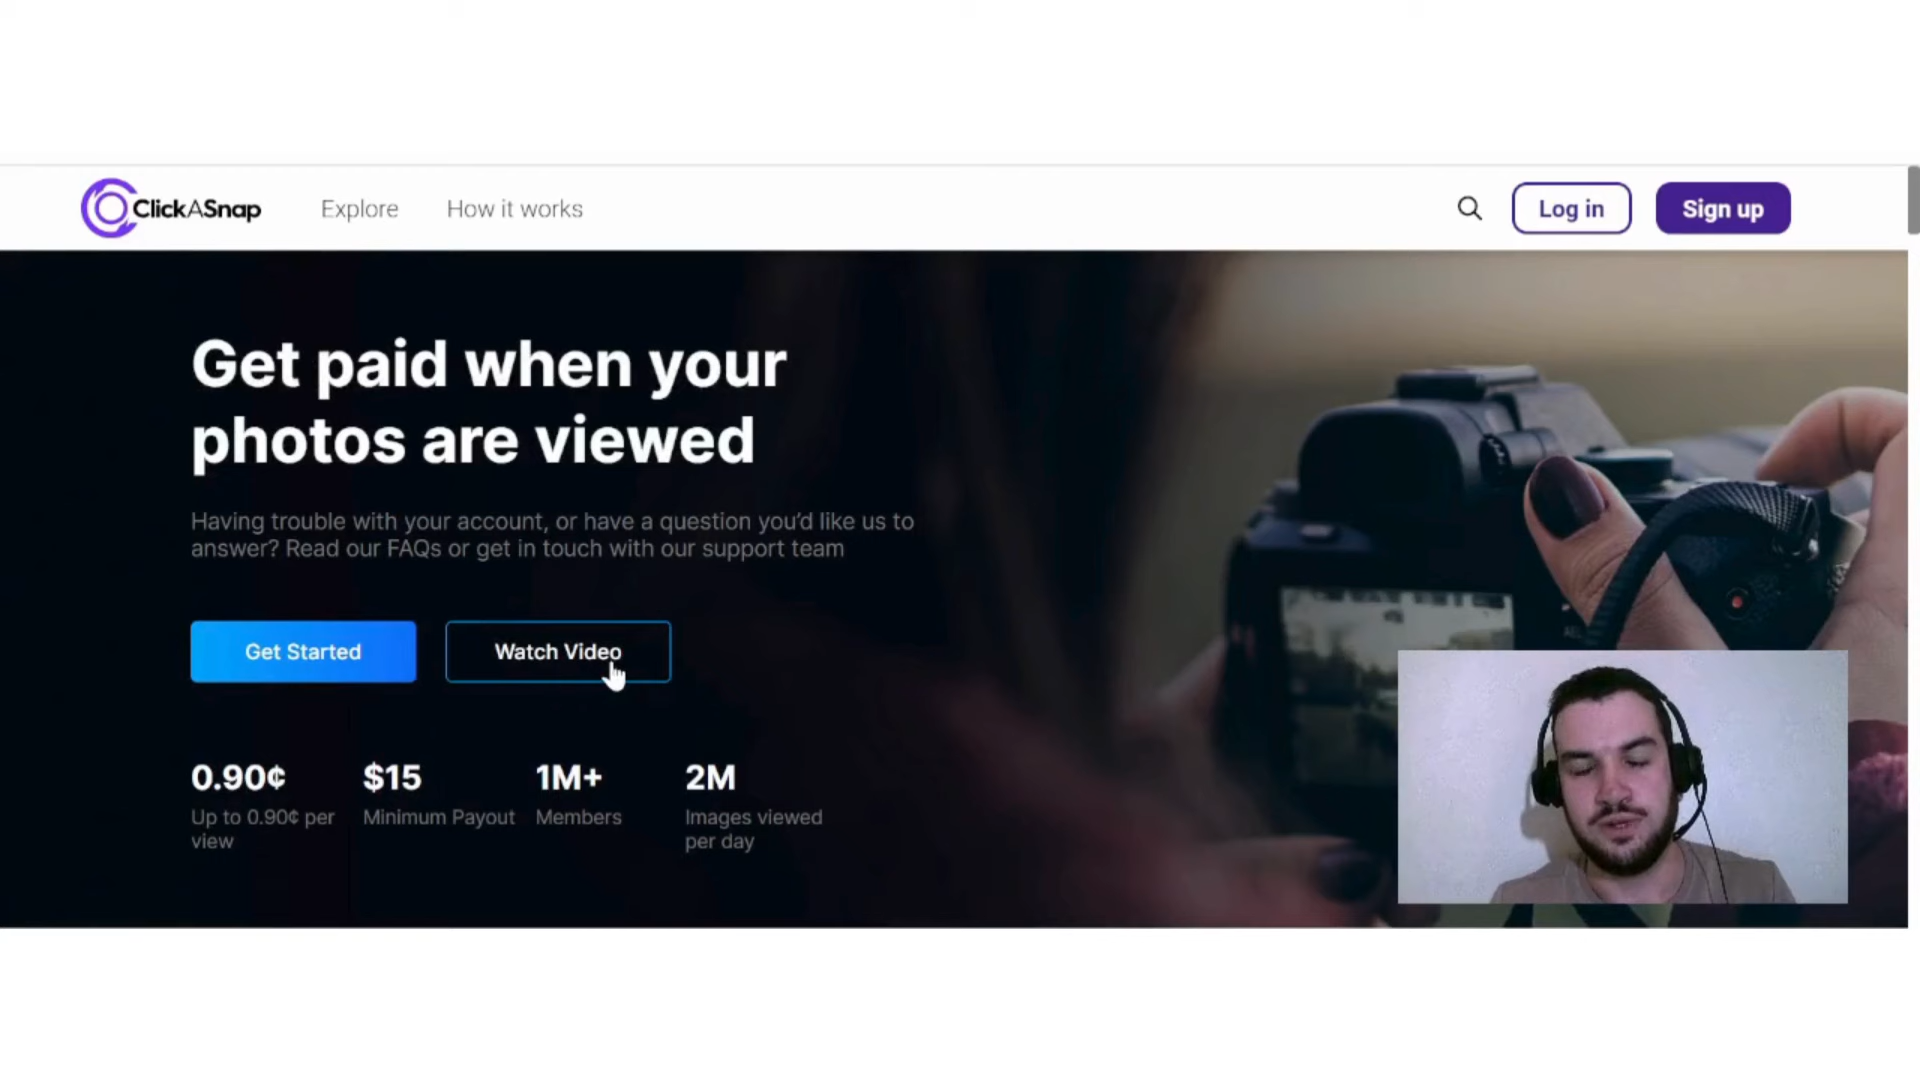 ClickASnap
Explore
How it works
Log in
Sign up
Get paid when your
photos are viewed
Having trouble with your account, or have a question you'd like us to
answer? Read our FAQs or get in touch with our support team
Get Started
Watch Video
0.90¢
Up to 0.90¢ per
view
$15
Minimum Payout
1M+
Members
2M
Images viewed
per day